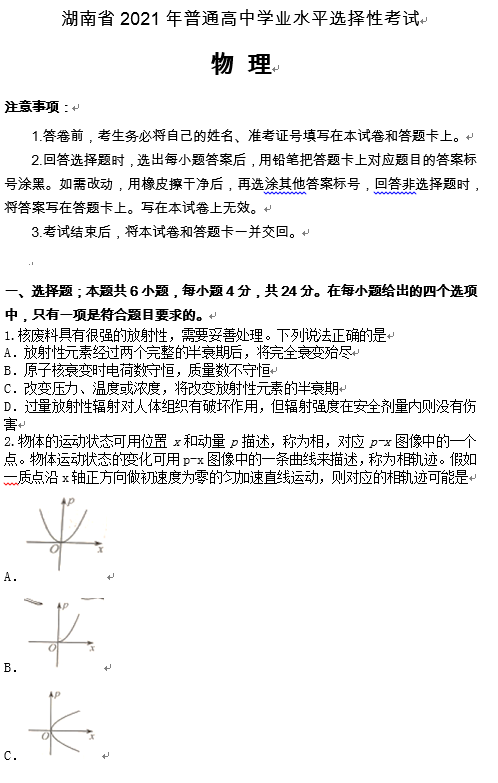 湖南省 2021 年普通高中学业水平选择性考试
物 理
注意事项：
1.答卷前，考生务必将自己的姓名、准考证号填写在本试卷和答题卡上。
2.回答选择题时，选出每小题答案后，用铅笔把答题卡上对应题目的答案标
号涂黑。如需改动，用橡皮擦干净后，再选涂其他答案标号，回答非选择题时，
将答案写在答题卡上。写在本试卷上无效。
3.考试结束后，将本试卷和答题卡一并交回。
一、选择题；本题共 6 小题，每小题 4 分，共 24 分。在每小题给出的四个选项
中，只有一项是符合题目要求的。
1.核废料具有很强的放射性，需要妥善处理。下列说法正确的是
A. 放射性元素经过两个完整的半衰期后，将完全衰变殆尽
B. 原子核衰变时电荷数守恒，质量数不守恒
C. 改变压力、温度或浓度，将改变放射性元素的半衰期
D. 过量放射性辐射对人体组织有破坏作用，但辐射强度在安全剂量内则没有伤
害
2.物体的运动状态可用位置 x 和动量 p 描述，称为相，对应 p-x 图像中的一个
点。物体运动状态的变化可用 p-x 图像中的一条曲线来描述，称为相轨迹。假如
一质点沿 x 轴正方向做初速度为零的匀加速直线运动，则对应的相轨迹可能是
p
O x
A.
p
O x
B.
p
O x
C.